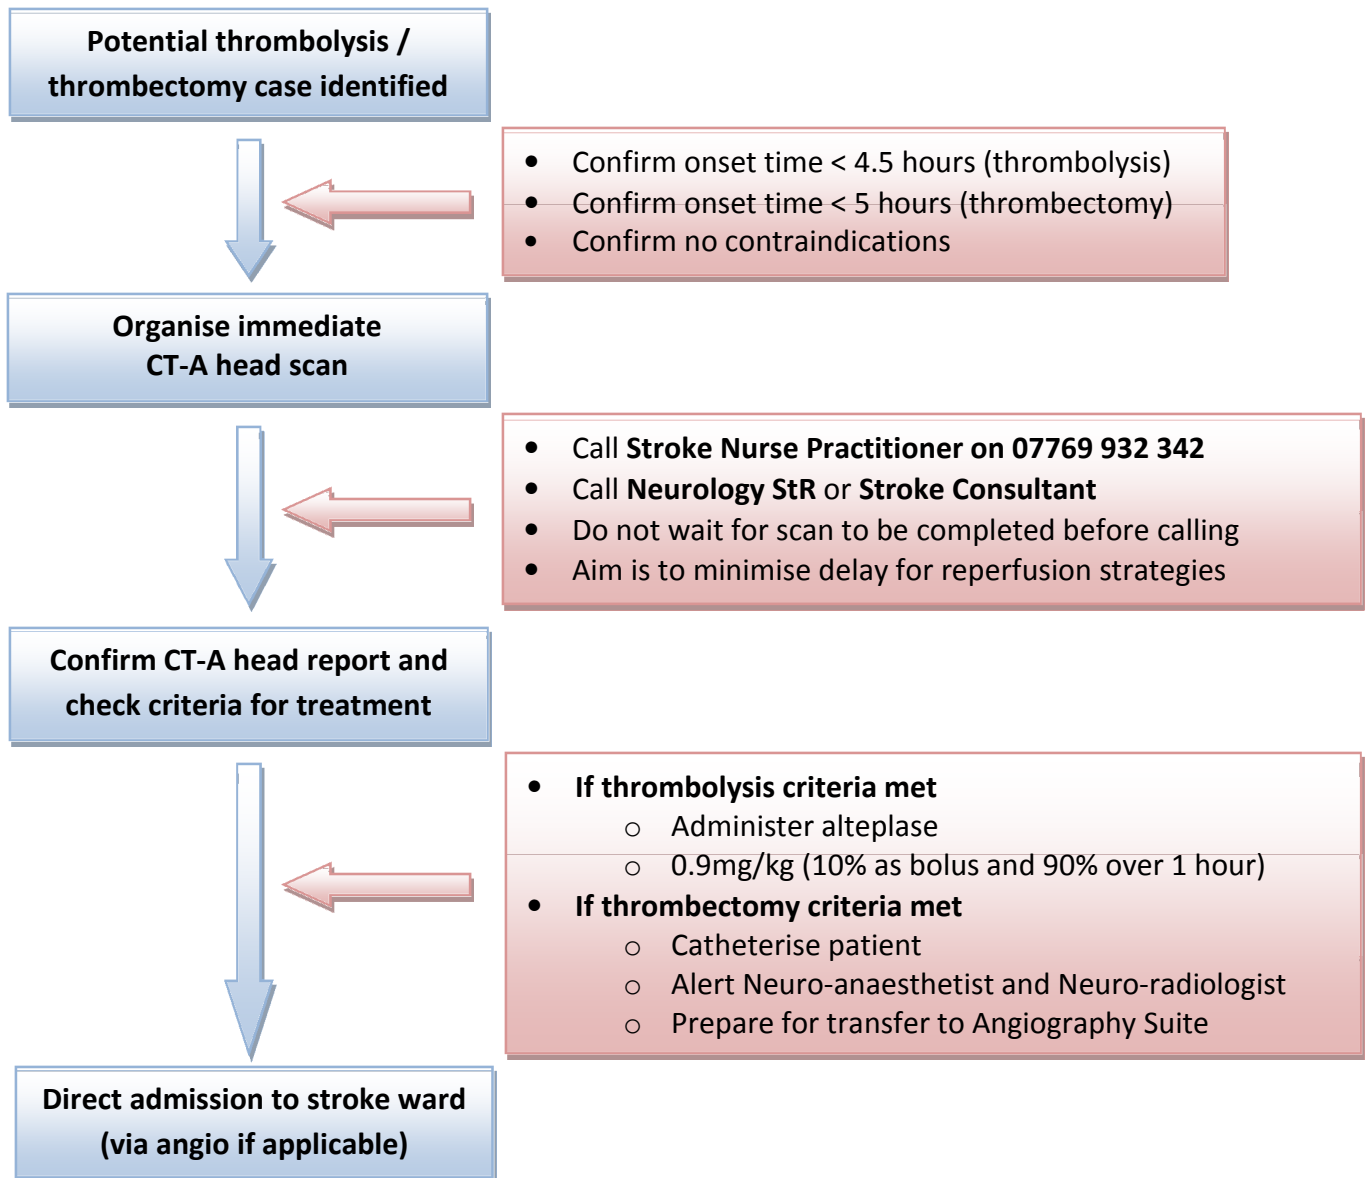 Potential thrombolysis /
thrombectomy case identified
• Confirm onset time < 4.5 hours (thrombolysis)
• Confirm onset time < 5 hours (thrombectomy)
• Confirm no contraindications
Organise immediate
CT-A head scan
• Call Stroke Nurse Practitioner on 07769 932 342
• Call Neurology StR or Stroke Consultant
• Do not wait for scan to be completed before calling
• Aim is to minimise delay for reperfusion strategies
Confirm CT-A head report and
check criteria for treatment
• If thrombolysis criteria met
o Administer alteplase
o 0.9mg/kg (10% as bolus and 90% over 1 hour)
• If thrombectomy criteria met
o Catheterise patient
o Alert Neuro-anaesthetist and Neuro-radiologist
o Prepare for transfer to Angiography Suite
Direct admission to stroke ward
(via angio if applicable)